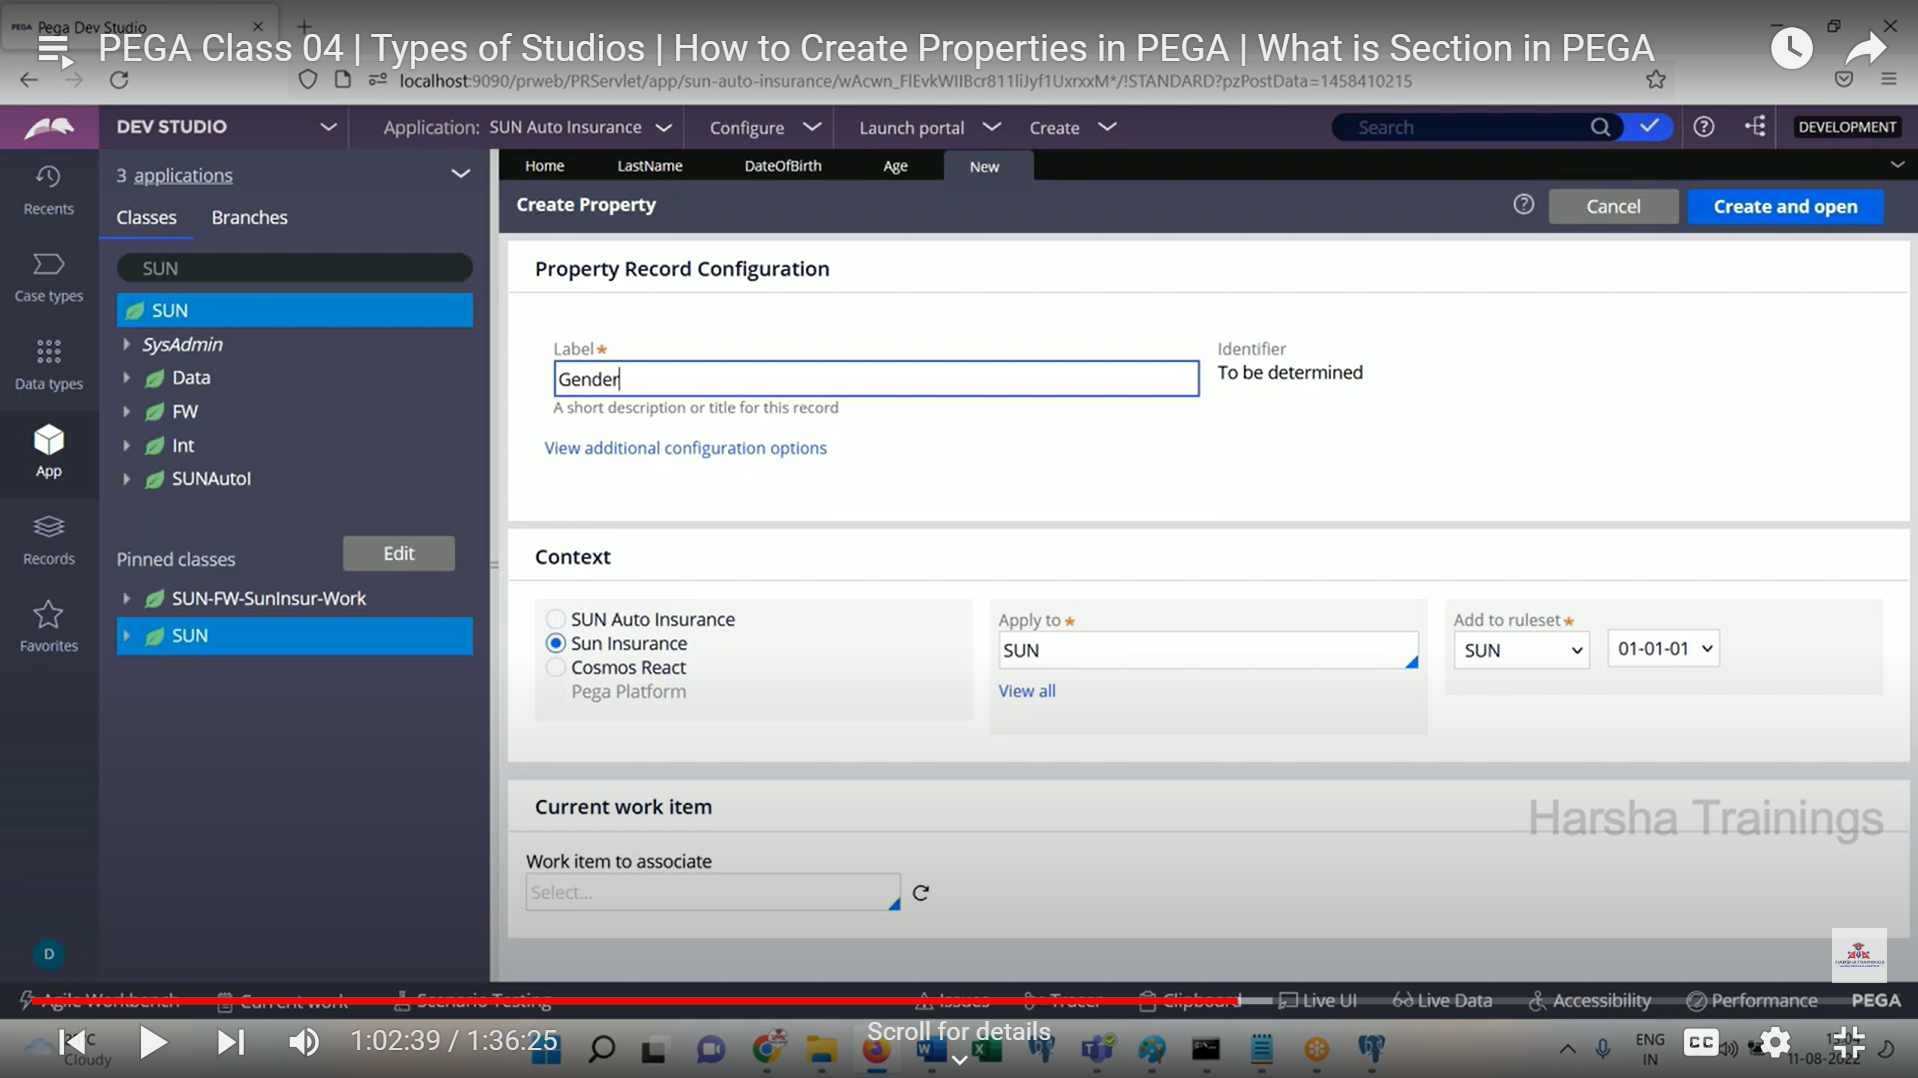 PEGA Pega Dev Studio
PEGA Class 04 | Types of Studios | How to Create Properties in PEGA | What is Section in PEGA
localhost:9090/prweb/PRServlet/app/sun-auto-insurance/wAcwn_FlEvkWIIBcr811liJyf1UxrxxM*/!STANDARD?pzPostData=1458410215
DEV STUDIO
Application: SUN Auto Insurance
Configure
Launch portal
Create
Search
DEVELOPMENT
Recents
Case types
Data types
App
Records
Favorites
D
3 applications
Classes
Branches
SUN
SUN
SysAdmin
Data
FW
Int
SUNAutoI
Pinned classes
Edit
SUN-FW-SunInsur-Work
SUN
Home
LastName
DateOfBirth
Age
New
Create Property
Cancel
Create and open
Property Record Configuration
Label*
Gender
A short description or title for this record
Identifier
To be determined
View additional configuration options
Context
SUN Auto Insurance
Sun Insurance
Cosmos React
Pega Platform
Apply to *
SUN
View all
Add to ruleset*
SUN
01-01-01
Current work item
Work item to associate
Select...
Harsha Trainings
HARSHA TRAININGS
Agile Workbench
Current work
Scenario Testing
Issues
Tracer
Clipboard
Live UI
Live Data
Accessibility
Performance
PEGA
1:02:39 / 1:36:25
Scroll for details
Cloudy
ENG
IN
CC
11-08-2022